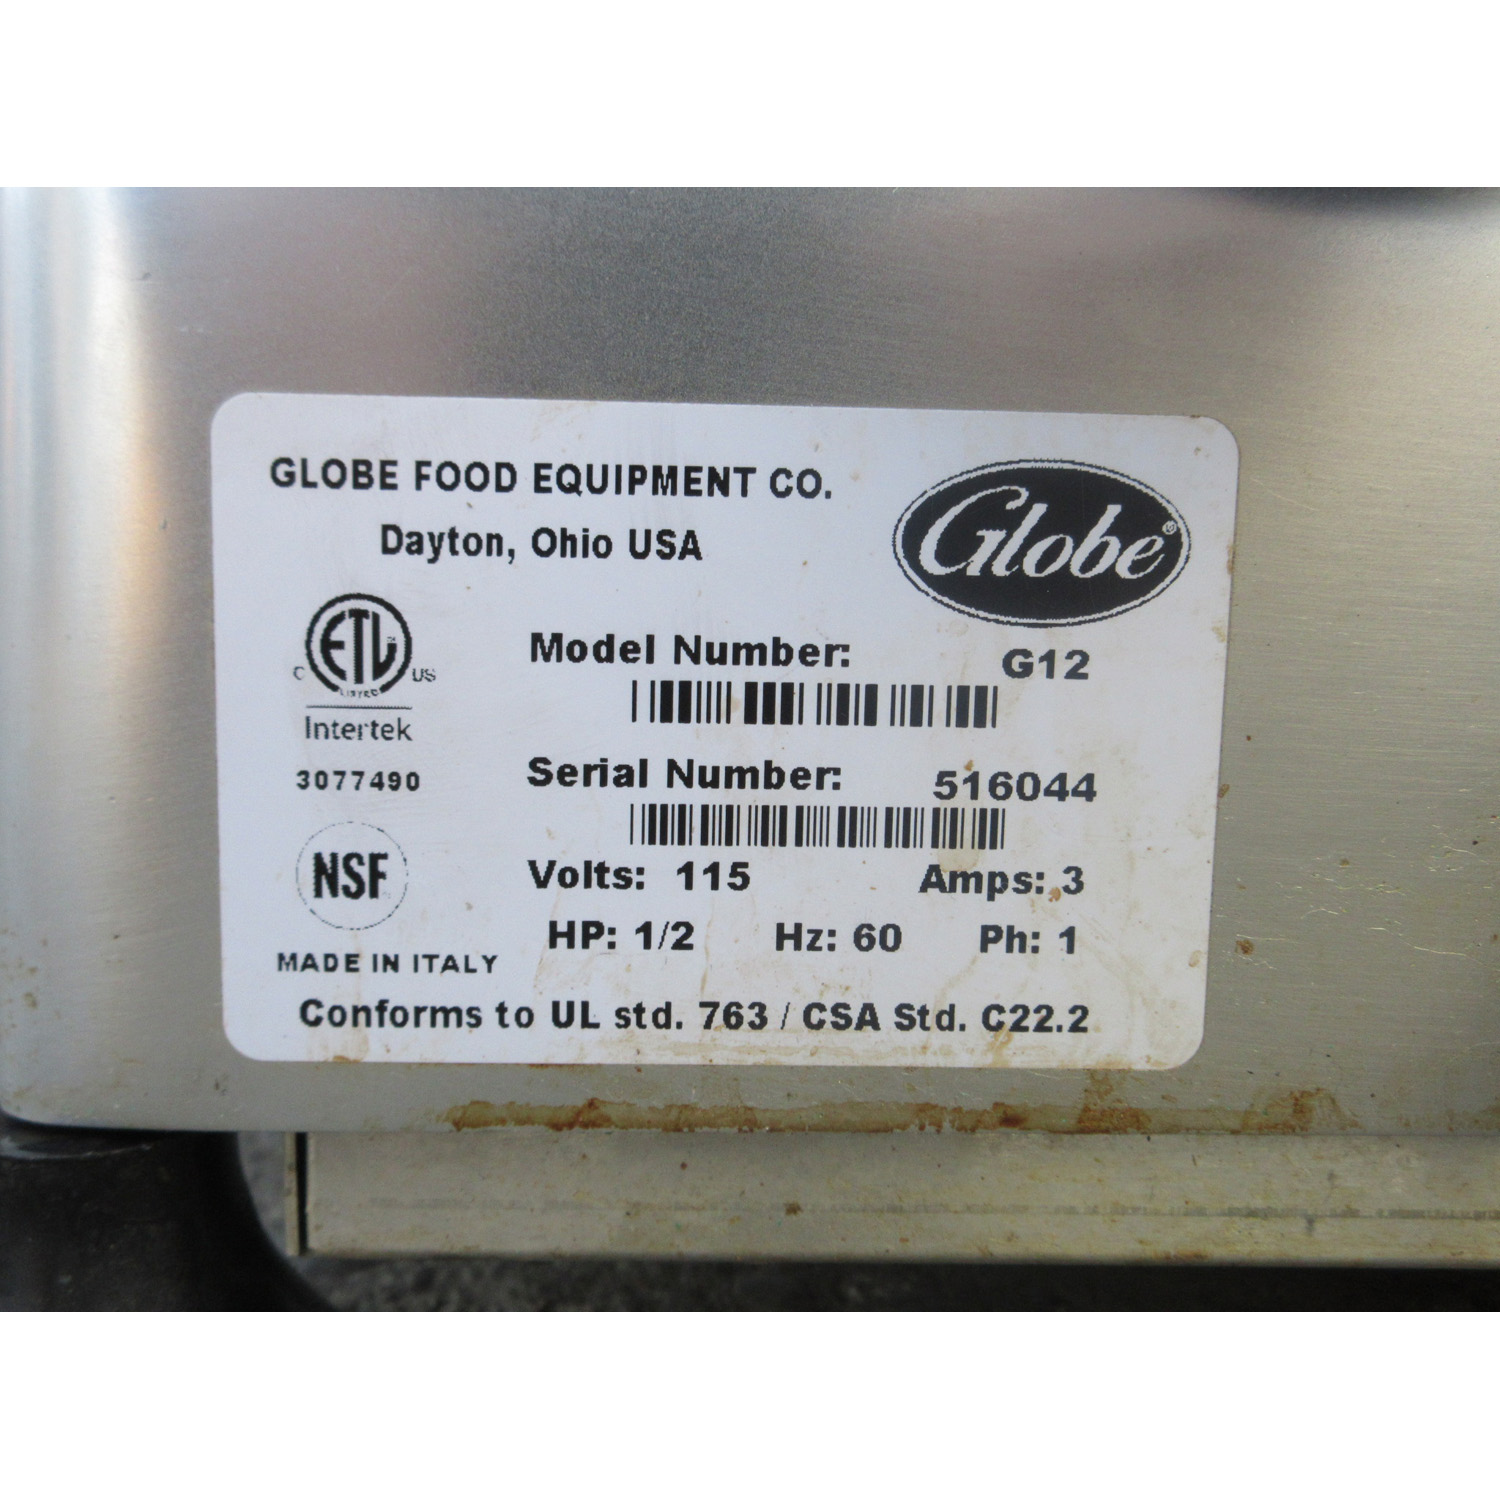 GLOBE FOOD EQUIPMENT CO.
Dayton, Ohio USA
Globe®
ETL
C US
LISTED
Intertek
3077490
Model Number: G12
Serial Number: 516044
NSF
Volts: 115 Amps: 3
HP: 1/2 Hz: 60 Ph: 1
MADE IN ITALY
Conforms to UL std. 763 / CSA Std. C22.2